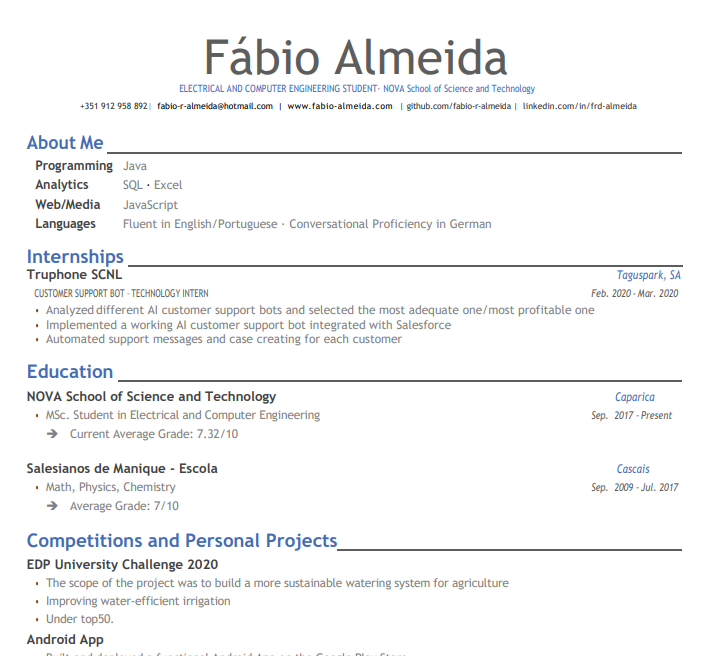 Fábio Almeida
ELECTRICAL AND COMPUTER ENGINEERING STUDENT- NOVA School of Science and Technology
+351 912 958 892| fabio-r-almeida@hotmail.com | www.fabio-almeida.com | github.com/fabio-r-almeida | linkedin.com/in/frd-almeida
About Me
Programming Java
Analytics SQL · Excel
Web/Media JavaScript
Languages Fluent in English/Portuguese · Conversational Proficiency in German
Internships
Truphone SCNL Taguspark, SA
CUSTOMER SUPPORT BOT · TECHNOLOGY INTERN Feb. 2020 - Mar. 2020
• Analyzed different AI customer support bots and selected the most adequate one/most profitable one
• Implemented a working AI customer support bot integrated with Salesforce
• Automated support messages and case creating for each customer
Education
NOVA School of Science and Technology Caparica
• MSc. Student in Electrical and Computer Engineering Sep. 2017 - Present
➔ Current Average Grade: 7.32/10
Salesianos de Manique - Escola Cascais
• Math, Physics, Chemistry Sep. 2009 - Jul. 2017
➔ Average Grade: 7/10
Competitions and Personal Projects
EDP University Challenge 2020
• The scope of the project was to build a more sustainable watering system for agriculture
• Improving water-efficient irrigation
• Under top50.
Android App